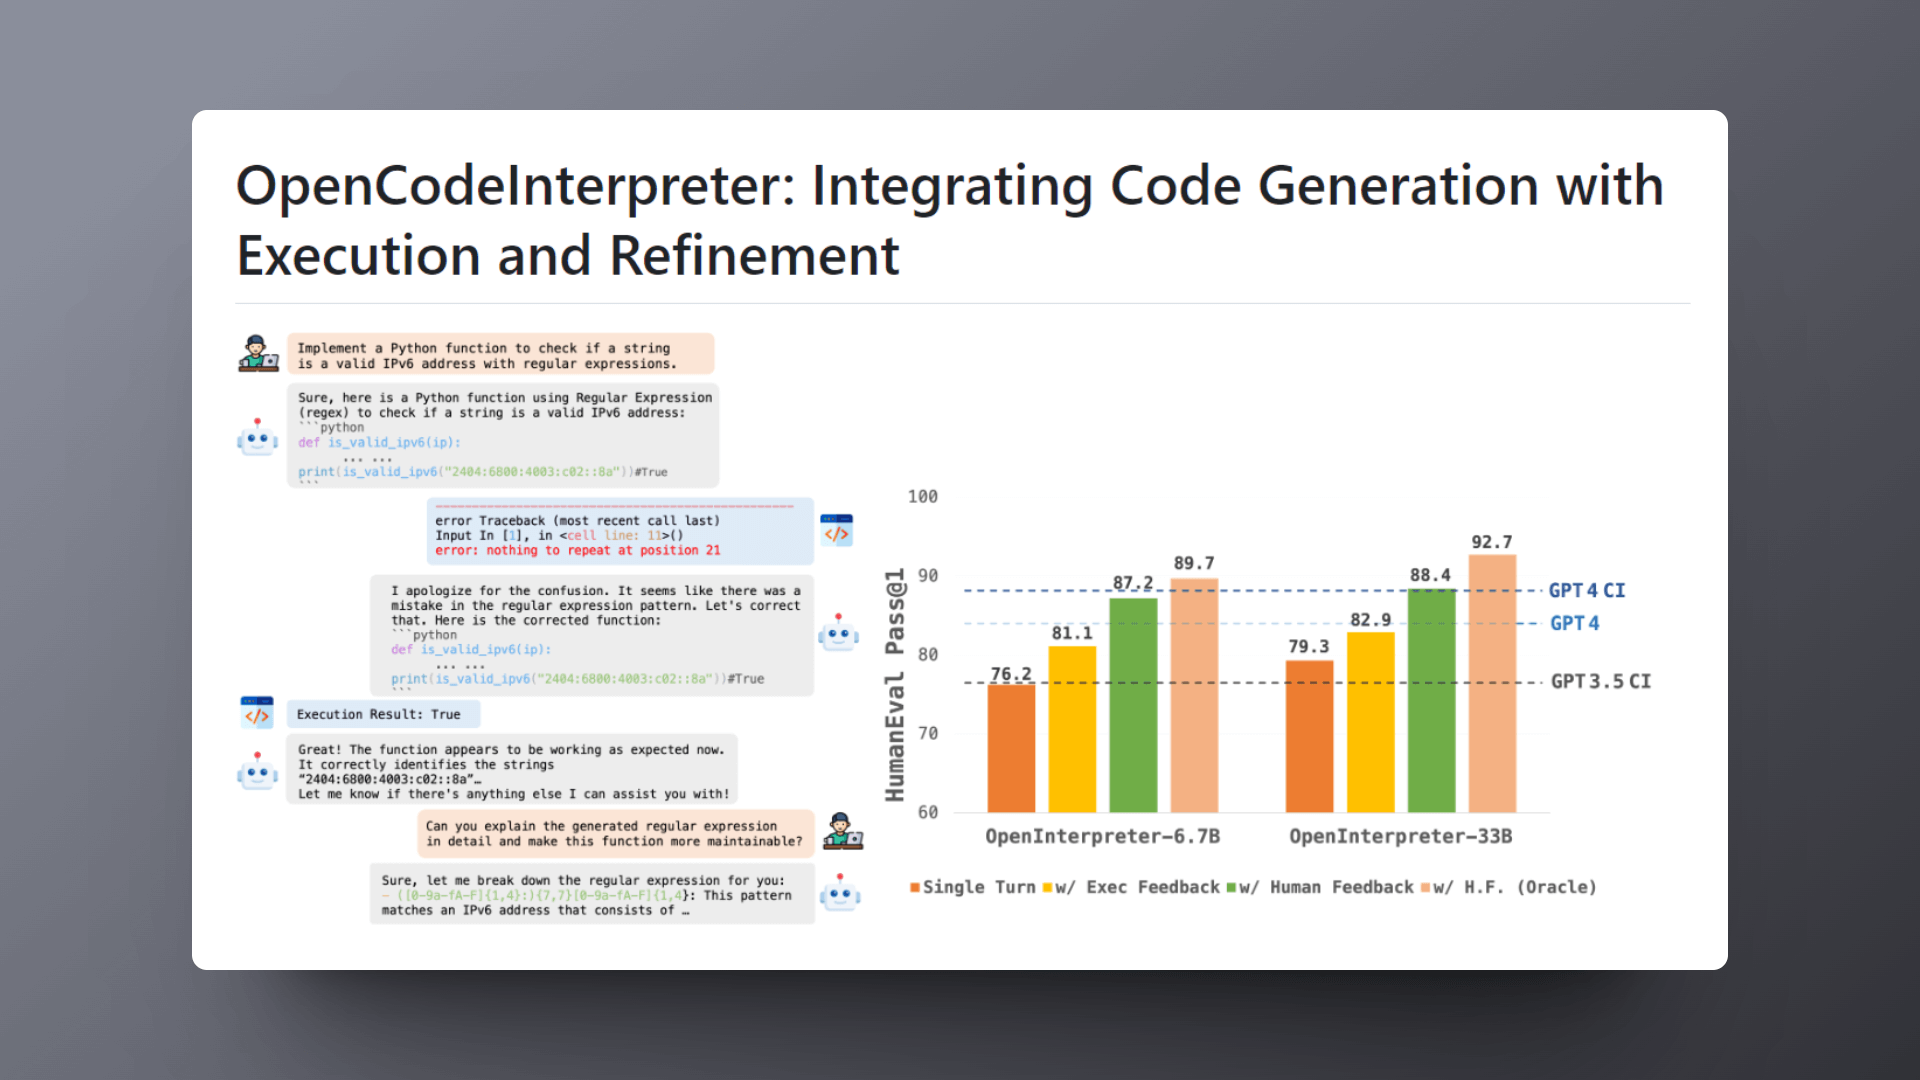 OpenCodeInterpreter: Integrating Code Generation with
Execution and Refinement
Implement a Python function to check if a string
is a valid IPv6 address with regular expressions.
Sure, here is a Python function using Regular Expression
(regex) to check if a string is a valid IPv6 address:
```python
def is_valid_ipv6(ip):
... ...
print(is_valid_ipv6("2404:6800:4003:c02::8a"))#True
```
error Traceback (most recent call last)
Input In [1], in <cell line: 11>()
error: nothing to repeat at position 21
I apologize for the confusion. It seems like there was a
mistake in the regular expression pattern. Let's correct
that. Here is the corrected function:
```python
def is_valid_ipv6(ip):
... ...
print(is_valid_ipv6("2404:6800:4003:c02::8a"))#True
```
Execution Result: True
Great! The function appears to be working as expected now.
It correctly identifies the strings
“2404:6800:4003:c02::8a”…
Let me know if there's anything else I can assist you with!
Can you explain the generated regular expression
in detail and make this function more maintainable?
Sure, let me break down the regular expression for you:
– ([0-9a-fA-F]{1,4}:){7,7}[0-9a-fA-F]{1,4}: This pattern
matches an IPv6 address that consists of …
HumanEval Pass@1
100
90
80
70
60
76.2
81.1
87.2
89.7
79.3
82.9
88.4
92.7
GPT 4 CI
GPT 4
GPT 3.5 CI
OpenInterpreter-6.7B
OpenInterpreter-33B
Single Turn
w/ Exec Feedback
w/ Human Feedback
w/ H.F. (Oracle)